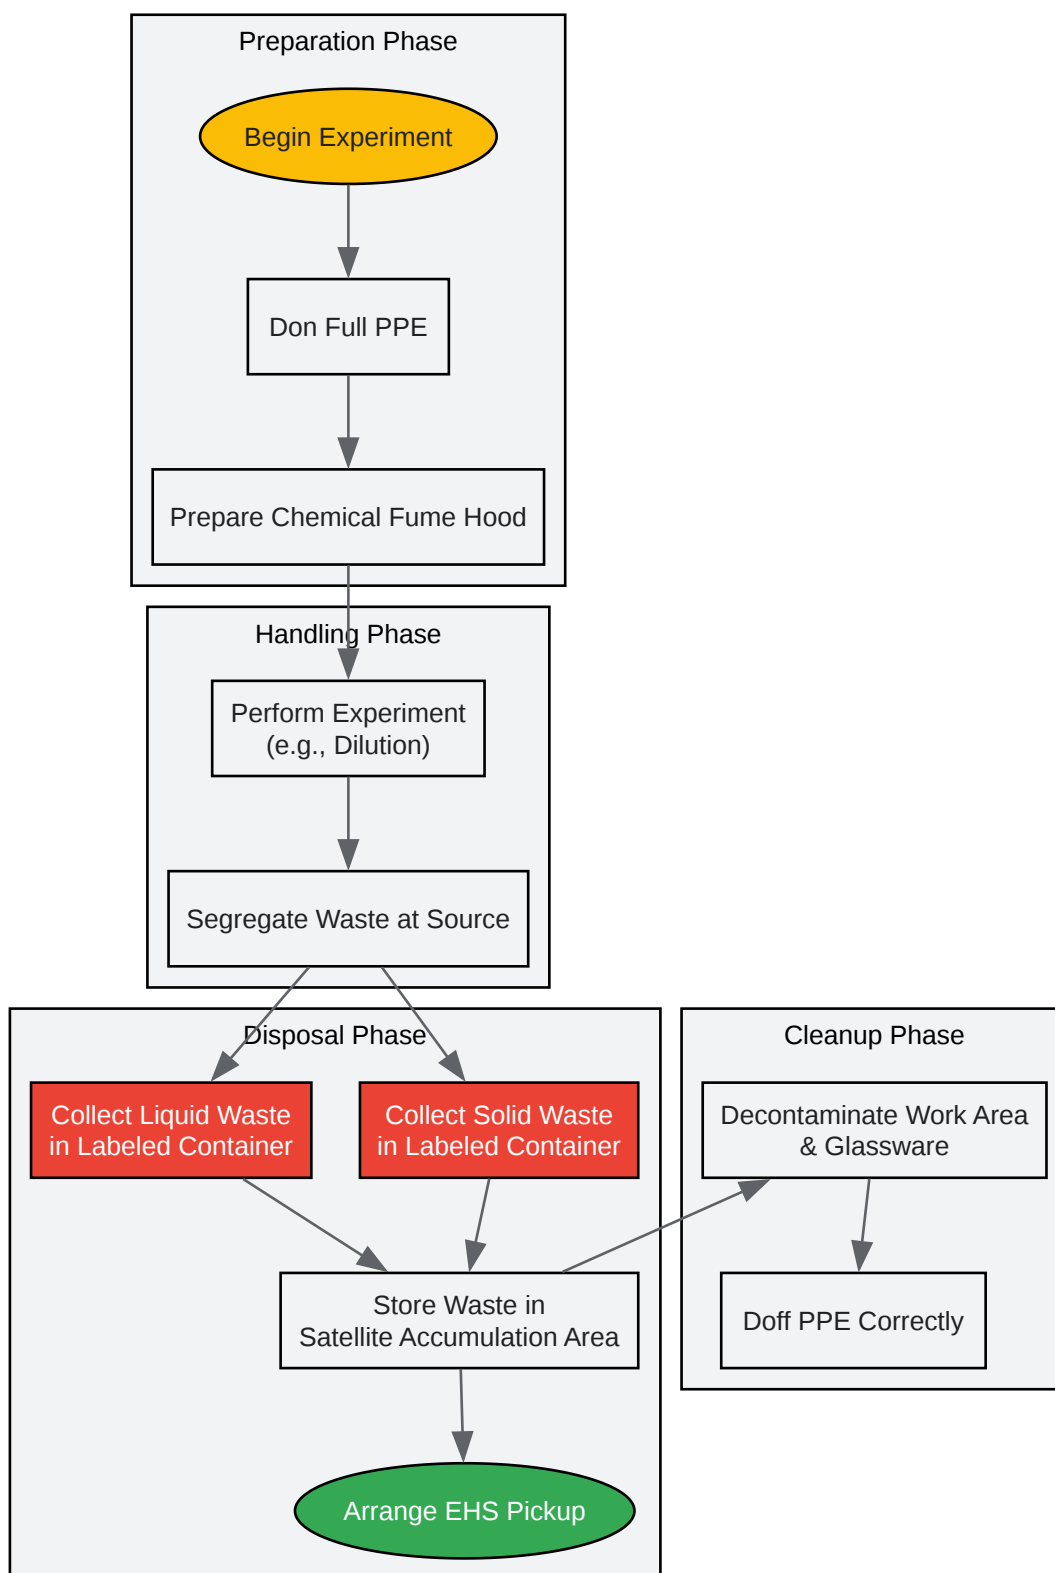 Preparation Phase
Begin Experiment
Don Full PPE
Prepare Chemical Fume Hood
Handling Phase
Perform Experiment
(e.g., Dilution)
Segregate Waste at Source
Disposal Phase
Collect Liquid Waste
in Labeled Container
Collect Solid Waste
in Labeled Container
Store Waste in
Satellite Accumulation Area
Arrange EHS Pickup
Cleanup Phase
Decontaminate Work Area
& Glassware
Doff PPE Correctly